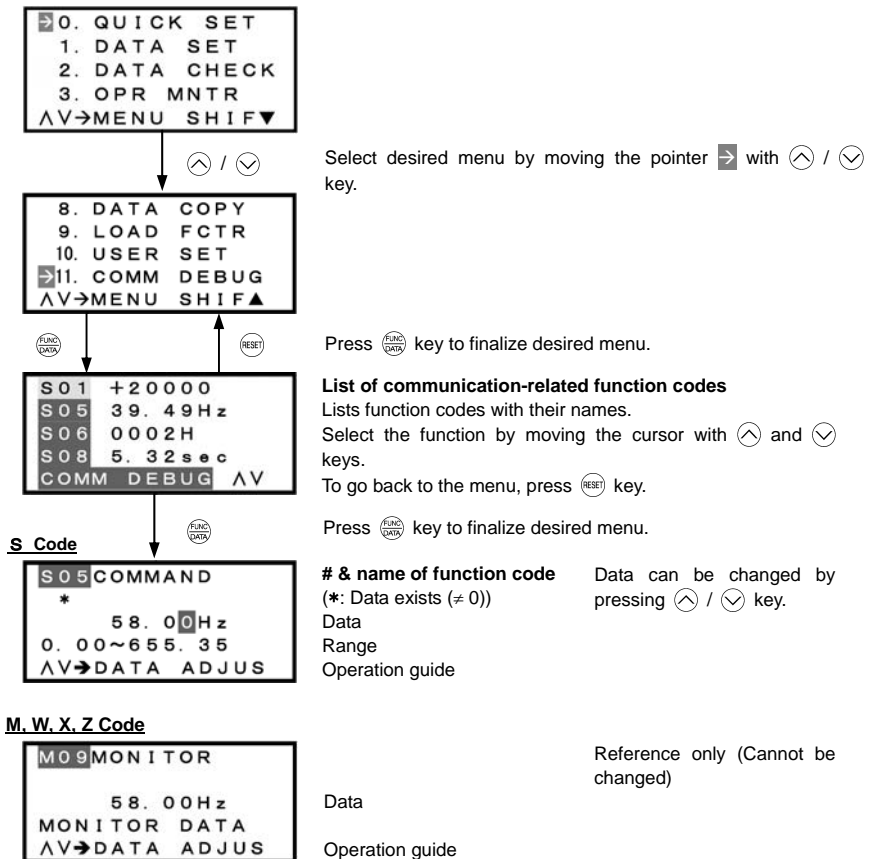 →0. QUICK SET
1. DATA SET
2. DATA CHECK
3. OPR MNTR
∧∨→MENU SHIF▼
∧ / ∨
Select desired menu by moving the pointer → with ∧ / ∨
key.
8. DATA COPY
9. LOAD FCTR
10. USER SET
→11. COMM DEBUG
∧∨→MENU SHIF▲
FUNC
DATA
RESET
Press FUNC DATA key to finalize desired menu.
S01 +20000
S05 39. 49Hz
S06 0002H
S08 5. 32sec
COMM DEBUG ∧∨
List of communication-related function codes
Lists function codes with their names.
Select the function by moving the cursor with ∧ and ∨
keys.
To go back to the menu, press RESET key.
FUNC
DATA
Press FUNC DATA key to finalize desired menu.
S Code
S05COMMAND
*
58. 00Hz
0. 00~655. 35
∧∨→DATA ADJUS
# & name of function code
(*: Data exists (≠ 0))
Data
Range
Operation guide
Data can be changed by
pressing ∧ / ∨ key.
M, W, X, Z Code
M09MONITOR
58. 00Hz
MONITOR DATA
∧∨→DATA ADJUS
Data
Operation guide
Reference only (Cannot be
changed)